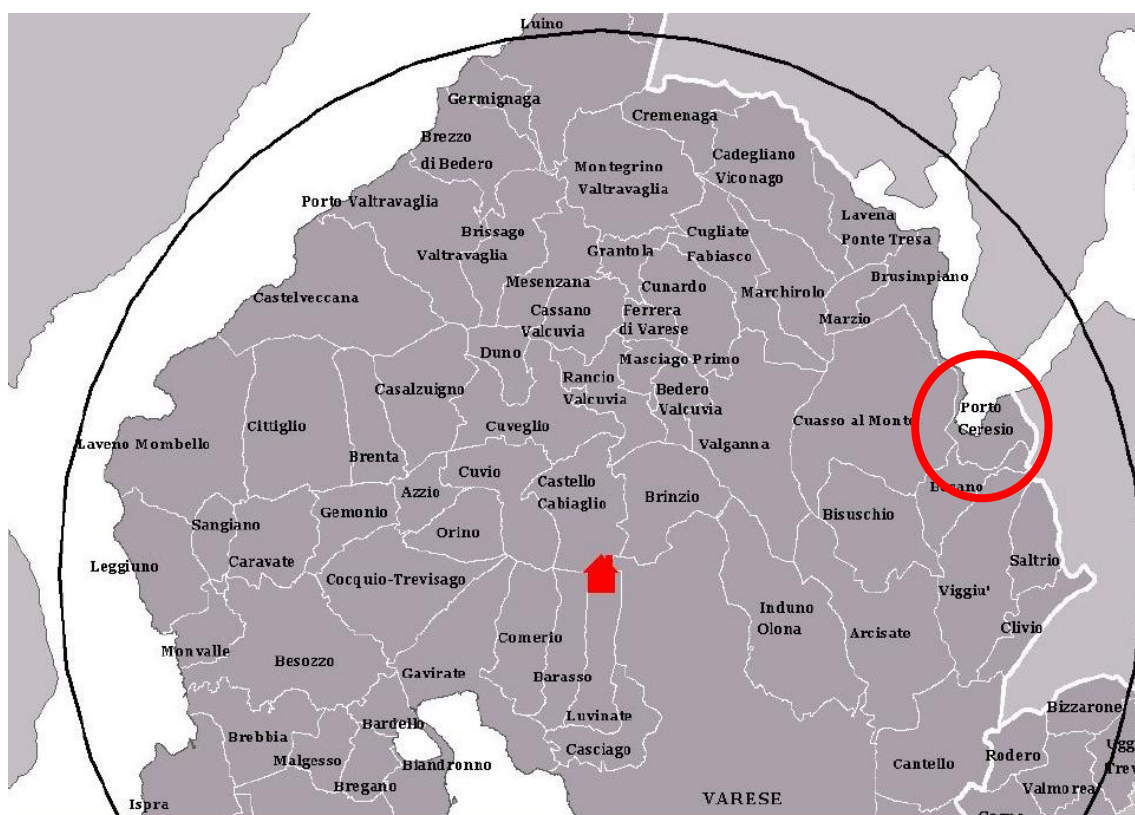 Luino
Germignaga
Cremenaga
Brezzo
di Bedero
Cadegliano
Viconago
Montegrino
Valtravaglia
Porto Valtravaglia
Lavena
Ponte Tresa
Brissago
Valtravaglia
Cugliate
Fabiasco
Grantola
Brusimpiano
Mesenzana
Cunardo
Marchirolo
Castelveccana
Cassano
Valcuvia
Ferrera
di Varese
Marzio
Duno
Masciago Primo
Rancio
Valcuvia
Bedero
Valcuvia
Casalzuigno
Porto
Ceresio
Cuasso al Monte
Cittiglio
Cuveglio
Laveno Mombello
Valganna
Brenta
Cuvio
Castello
Cabiaglio
Azzio
Brinzio
Besano
Gemonio
Bisuschio
Sangiano
Orino
Caravate
Saltrio
Leggiuno
Cocquio-Trevisago
Viggiu'
Induno
Olona
Comerio
Arcisate
Clivio
Monvalle
Besozzo
Gavirate
Barasso
Bizzarone
Luvinate
Bardello
Brebbia
Casciago
Ugg
Trev
Rodero
Malgesso
Biandronno
Cantello
Bregano
Valmorea
VARESE
Ispra